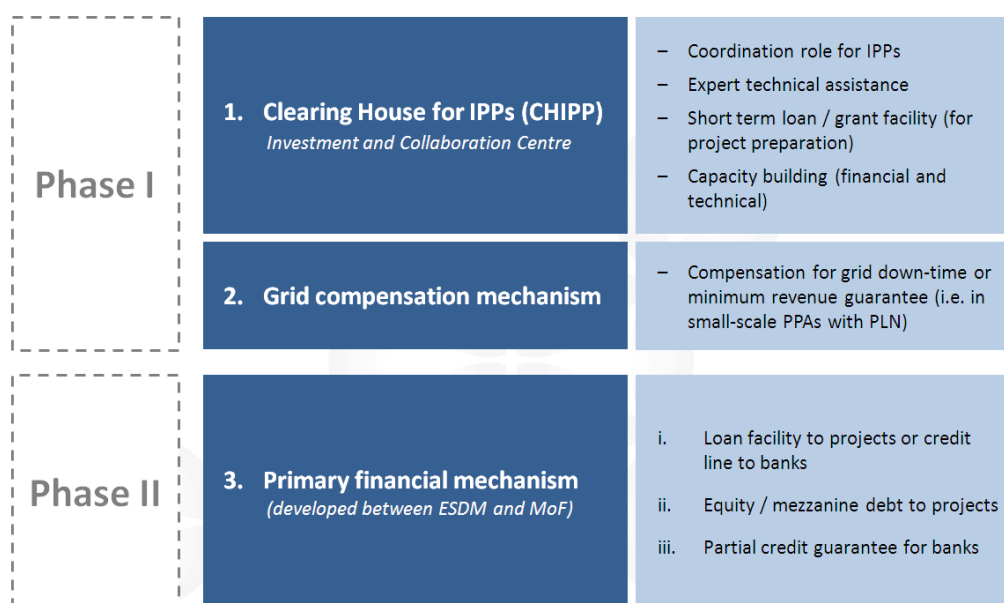 Phase I
1. Clearing House for IPPs (CHIPP)
Investment and Collaboration Centre
– Coordination role for IPPs
– Expert technical assistance
– Short term loan / grant facility (for
project preparation)
– Capacity building (financial and
technical)
2. Grid compensation mechanism
– Compensation for grid down-time or
minimum revenue guarantee (i.e. in
small-scale PPAs with PLN)
Phase II
3. Primary financial mechanism
(developed between ESDM and MoF)
i. Loan facility to projects or credit
line to banks
ii. Equity / mezzanine debt to projects
iii. Partial credit guarantee for banks